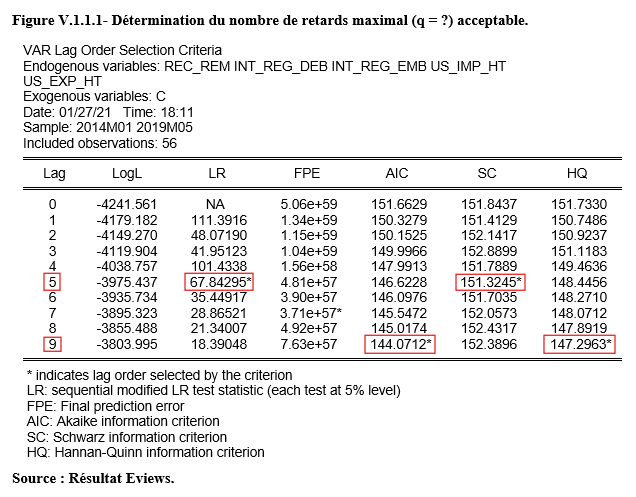 Figure V.1.1.1- Détermination du nombre de retards maximal (q = ?) acceptable.
VAR Lag Order Selection Criteria
Endogenous variables: REC_REM INT_REG_DEB INT_REG_EMB US_IMP_HT
US_EXP_HT
Exogenous variables: C
Date: 01/27/21 Time: 18:11
Sample: 2014M01 2019M05
Included observations: 56
Lag LogL LR FPE AIC SC HQ
0 -4241.561 NA 5.06e+59 151.6629 151.8437 151.7330
1 -4179.182 111.3916 1.34e+59 150.3279 151.4129 150.7486
2 -4149.270 48.07190 1.15e+59 150.1525 152.1417 150.9237
3 -4119.904 41.95123 1.04e+59 149.9966 152.8899 151.1183
4 -4038.757 101.4338 1.56e+58 147.9913 151.7889 149.4636
5 -3975.437 67.84295* 4.81e+57 146.6228 151.3245* 148.4456
6 -3935.734 35.44917 3.90e+57 146.0976 151.7035 148.2710
7 -3895.323 28.86521 3.71e+57* 145.5472 152.0573 148.0712
8 -3855.488 21.34007 4.92e+57 145.0174 152.4317 147.8919
9 -3803.995 18.39048 7.63e+57 144.0712* 152.3896 147.2963*
* indicates lag order selected by the criterion
LR: sequential modified LR test statistic (each test at 5% level)
FPE: Final prediction error
AIC: Akaike information criterion
SC: Schwarz information criterion
HQ: Hannan-Quinn information criterion
Source : Résultat Eviews.